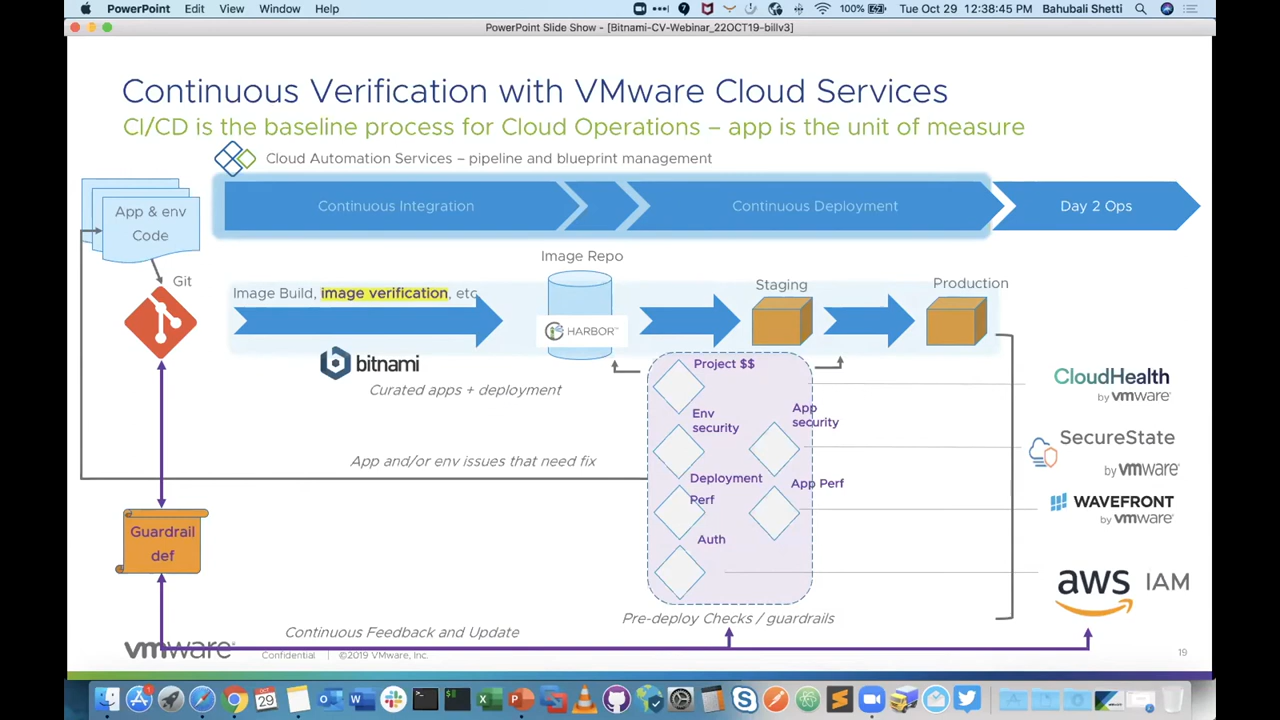 PowerPoint Edit View Window Help
100% Tue Oct 29 12:38:45 PM Bahubali Shetti
PowerPoint Slide Show - [Bitnami-CV-Webinar_22OCT19-billv3]
Continuous Verification with VMware Cloud Services
CI/CD is the baseline process for Cloud Operations – app is the unit of measure
Cloud Automation Services – pipeline and blueprint management
App & env
Code
Continuous Integration
Continuous Deployment
Day 2 Ops
Git
Image Build, image verification, etc
Image Repo
Staging
Production
HARBOR™
bitnami
Curated apps + deployment
Project $$
Env
security
App
security
Deployment
Perf
App Perf
Auth
CloudHealth
by vmware®
SecureState
by vmware®
WAVEFRONT
by vmware®
aws IAM
App and/or env issues that need fix
Guardrail
def
Pre-deploy Checks / guardrails
Continuous Feedback and Update
vmware®
Confidential | ©2019 VMware, Inc.
19
OCT
29